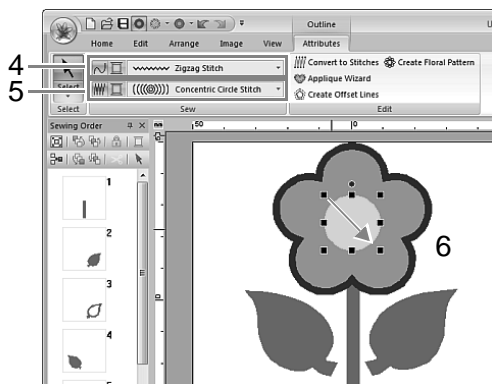 Outline
U
Home Edit Arrange Image View Attributes
4
Zigzag Stitch
Convert to Stitches
Create Floral Pattern
Applique Wizard
5
Concentric Circle Stitch
Create Offset Lines
Select
Select
Sew
Edit
Sewing Order
50
0
1
2
3
4
6